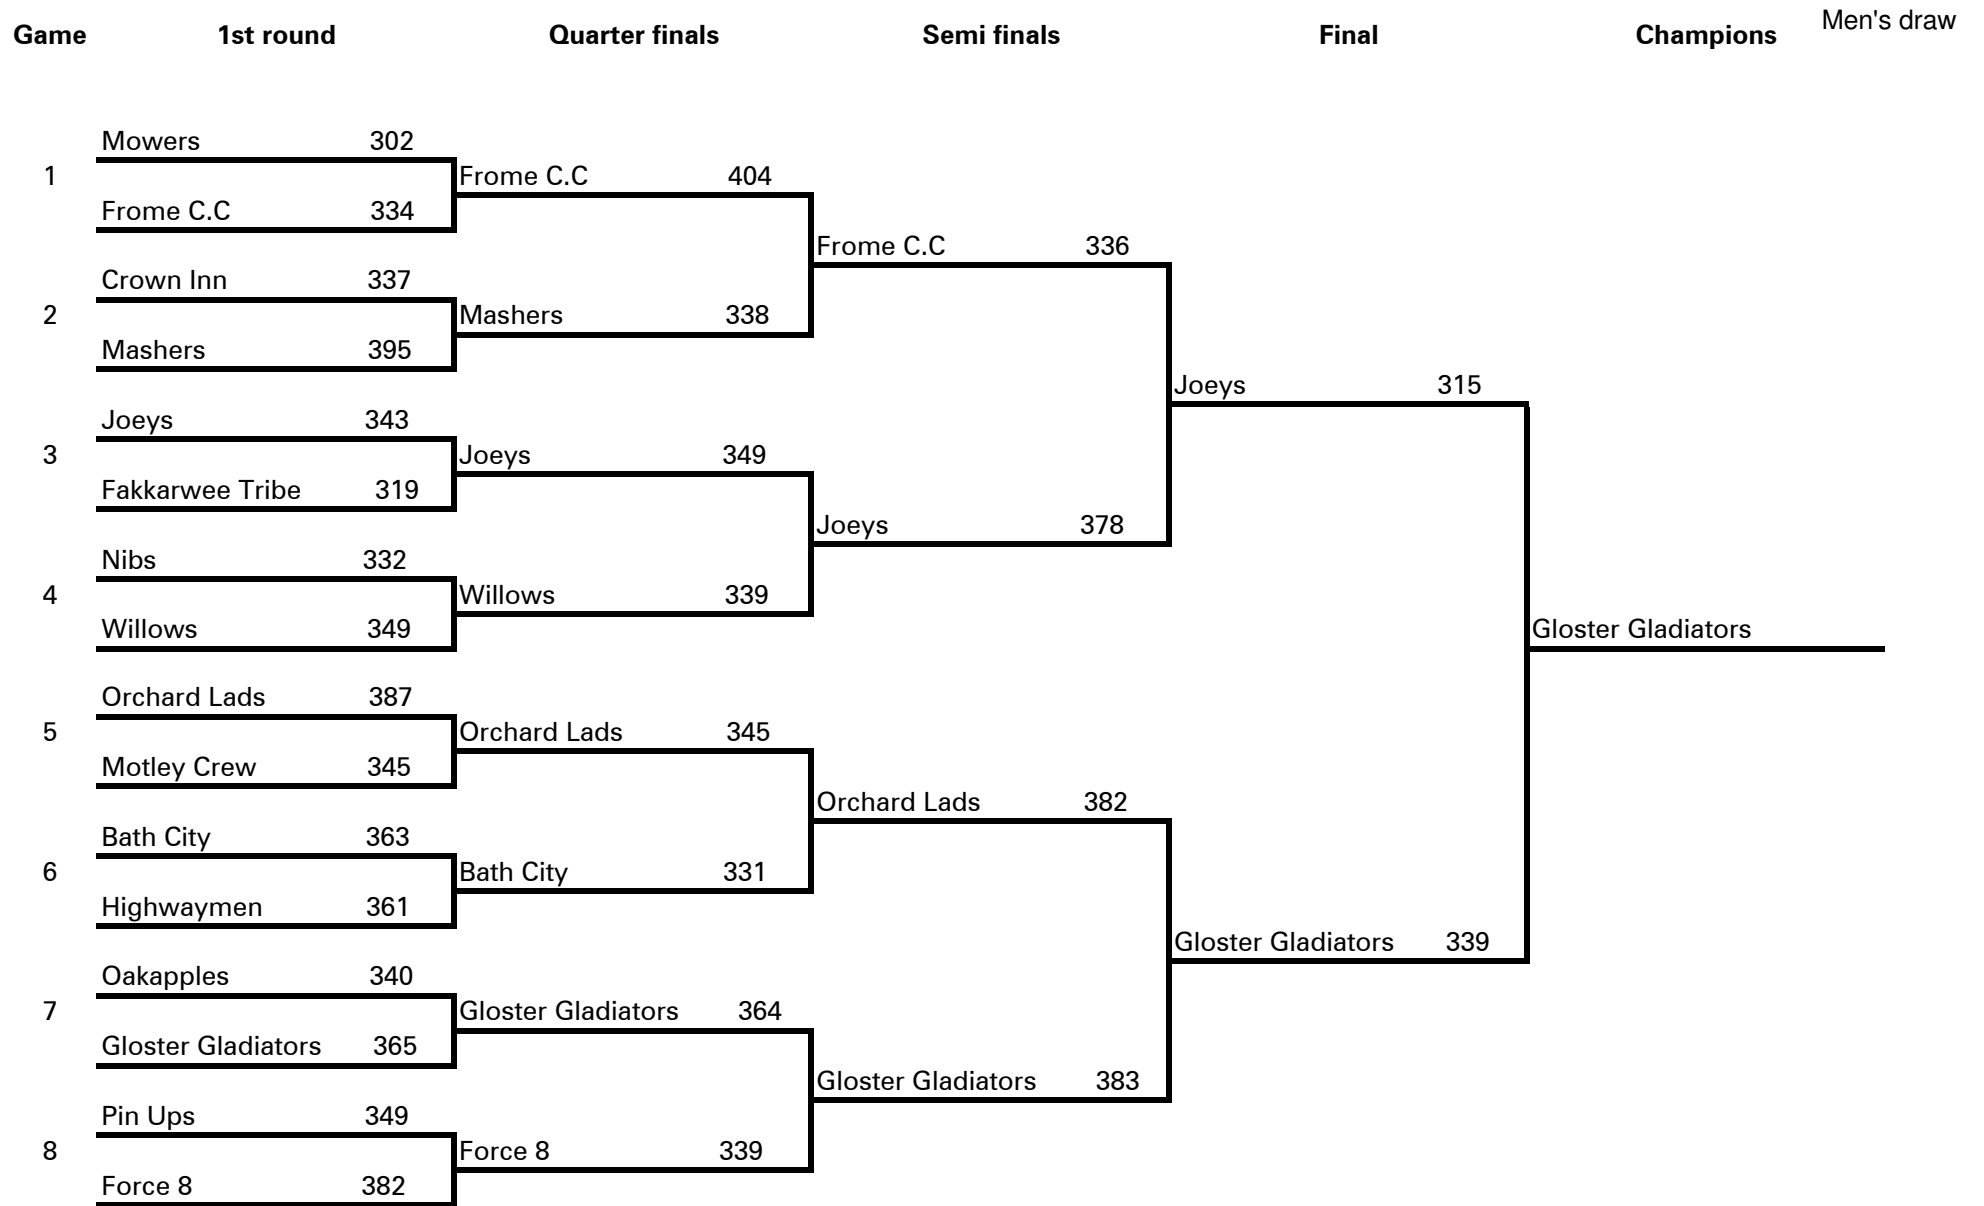 Men's draw
Game 1st round Quarter finals Semi finals Final Champions
Mowers 302
1 Frome C.C 404
Frome C.C 334
Frome C.C 336
Crown Inn 337
2 Mashers 338
Mashers 395
Joeys 315
Joeys 343
3 Joeys 349
Fakkarwee Tribe 319
Joeys 378
Nibs 332
4 Willows 339
Willows 349 Gloster Gladiators
Orchard Lads 387
5 Orchard Lads 345
Motley Crew 345
Orchard Lads 382
Bath City 363
6 Bath City 331
Highwaymen 361
Gloster Gladiators 339
Oakapples 340
7 Gloster Gladiators 364
Gloster Gladiators 365
Gloster Gladiators 383
Pin Ups 349
8 Force 8 339
Force 8 382